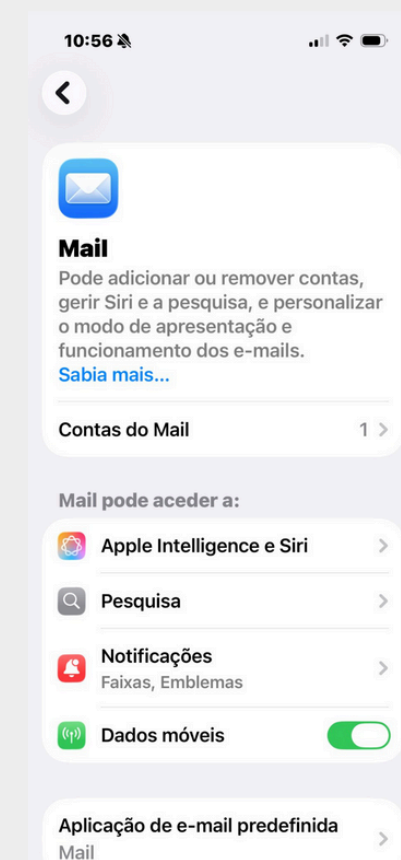 10:56
Mail
Pode adicionar ou remover contas,
gerir Siri e a pesquisa, e personalizar
o modo de apresentação e
funcionamento dos e-mails.
Sabia mais...
Contas do Mail 1
Mail pode aceder a:
Apple Intelligence e Siri
Pesquisa
Notificações
Faixas, Emblemas
Dados móveis
Aplicação de e-mail predefinida
Mail